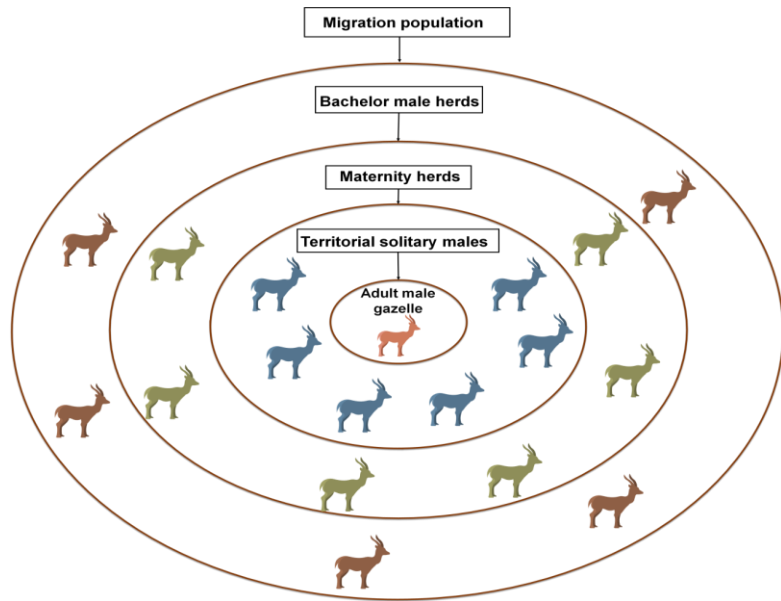 Migration population
Bachelor male herds
Maternity herds
Territorial solitary males
Adult male
gazelle